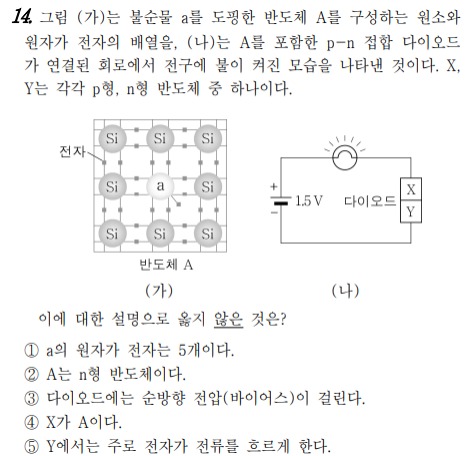 14. 그림 (가)는 불순물 a를 도핑한 반도체 A를 구성하는 원소와
원자가 전자의 배열을, (나)는 A를 포함한 p-n 접합 다이오드
가 연결된 회로에서 전구에 불이 켜진 모습을 나타낸 것이다. X,
Y는 각각 p형, n형 반도체 중 하나이다.
Si Si Si
전자
Si a Si
Si Si Si
반도체 A
(가)
+
1.5 V
−
다이오드
X
Y
(나)
이에 대한 설명으로 옳지 않은 것은?
① a의 원자가 전자는 5개이다.
② A는 n형 반도체이다.
③ 다이오드에는 순방향 전압(바이어스)이 걸린다.
④ X가 A이다.
⑤ Y에서는 주로 전자가 전류를 흐르게 한다.